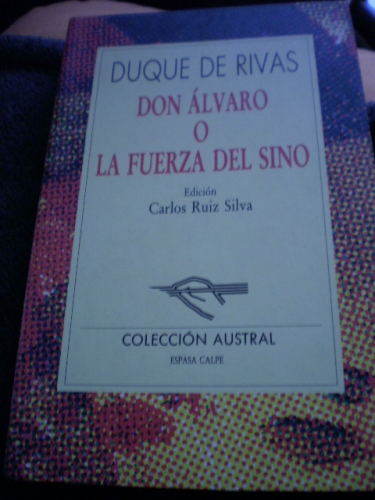 DUQUE DE RIVAS
DON ÁLVARO
O
LA FUERZA DEL SINO
Edición
Carlos Ruiz Silva
COLECCIÓN AUSTRAL
ESPASA CALPE